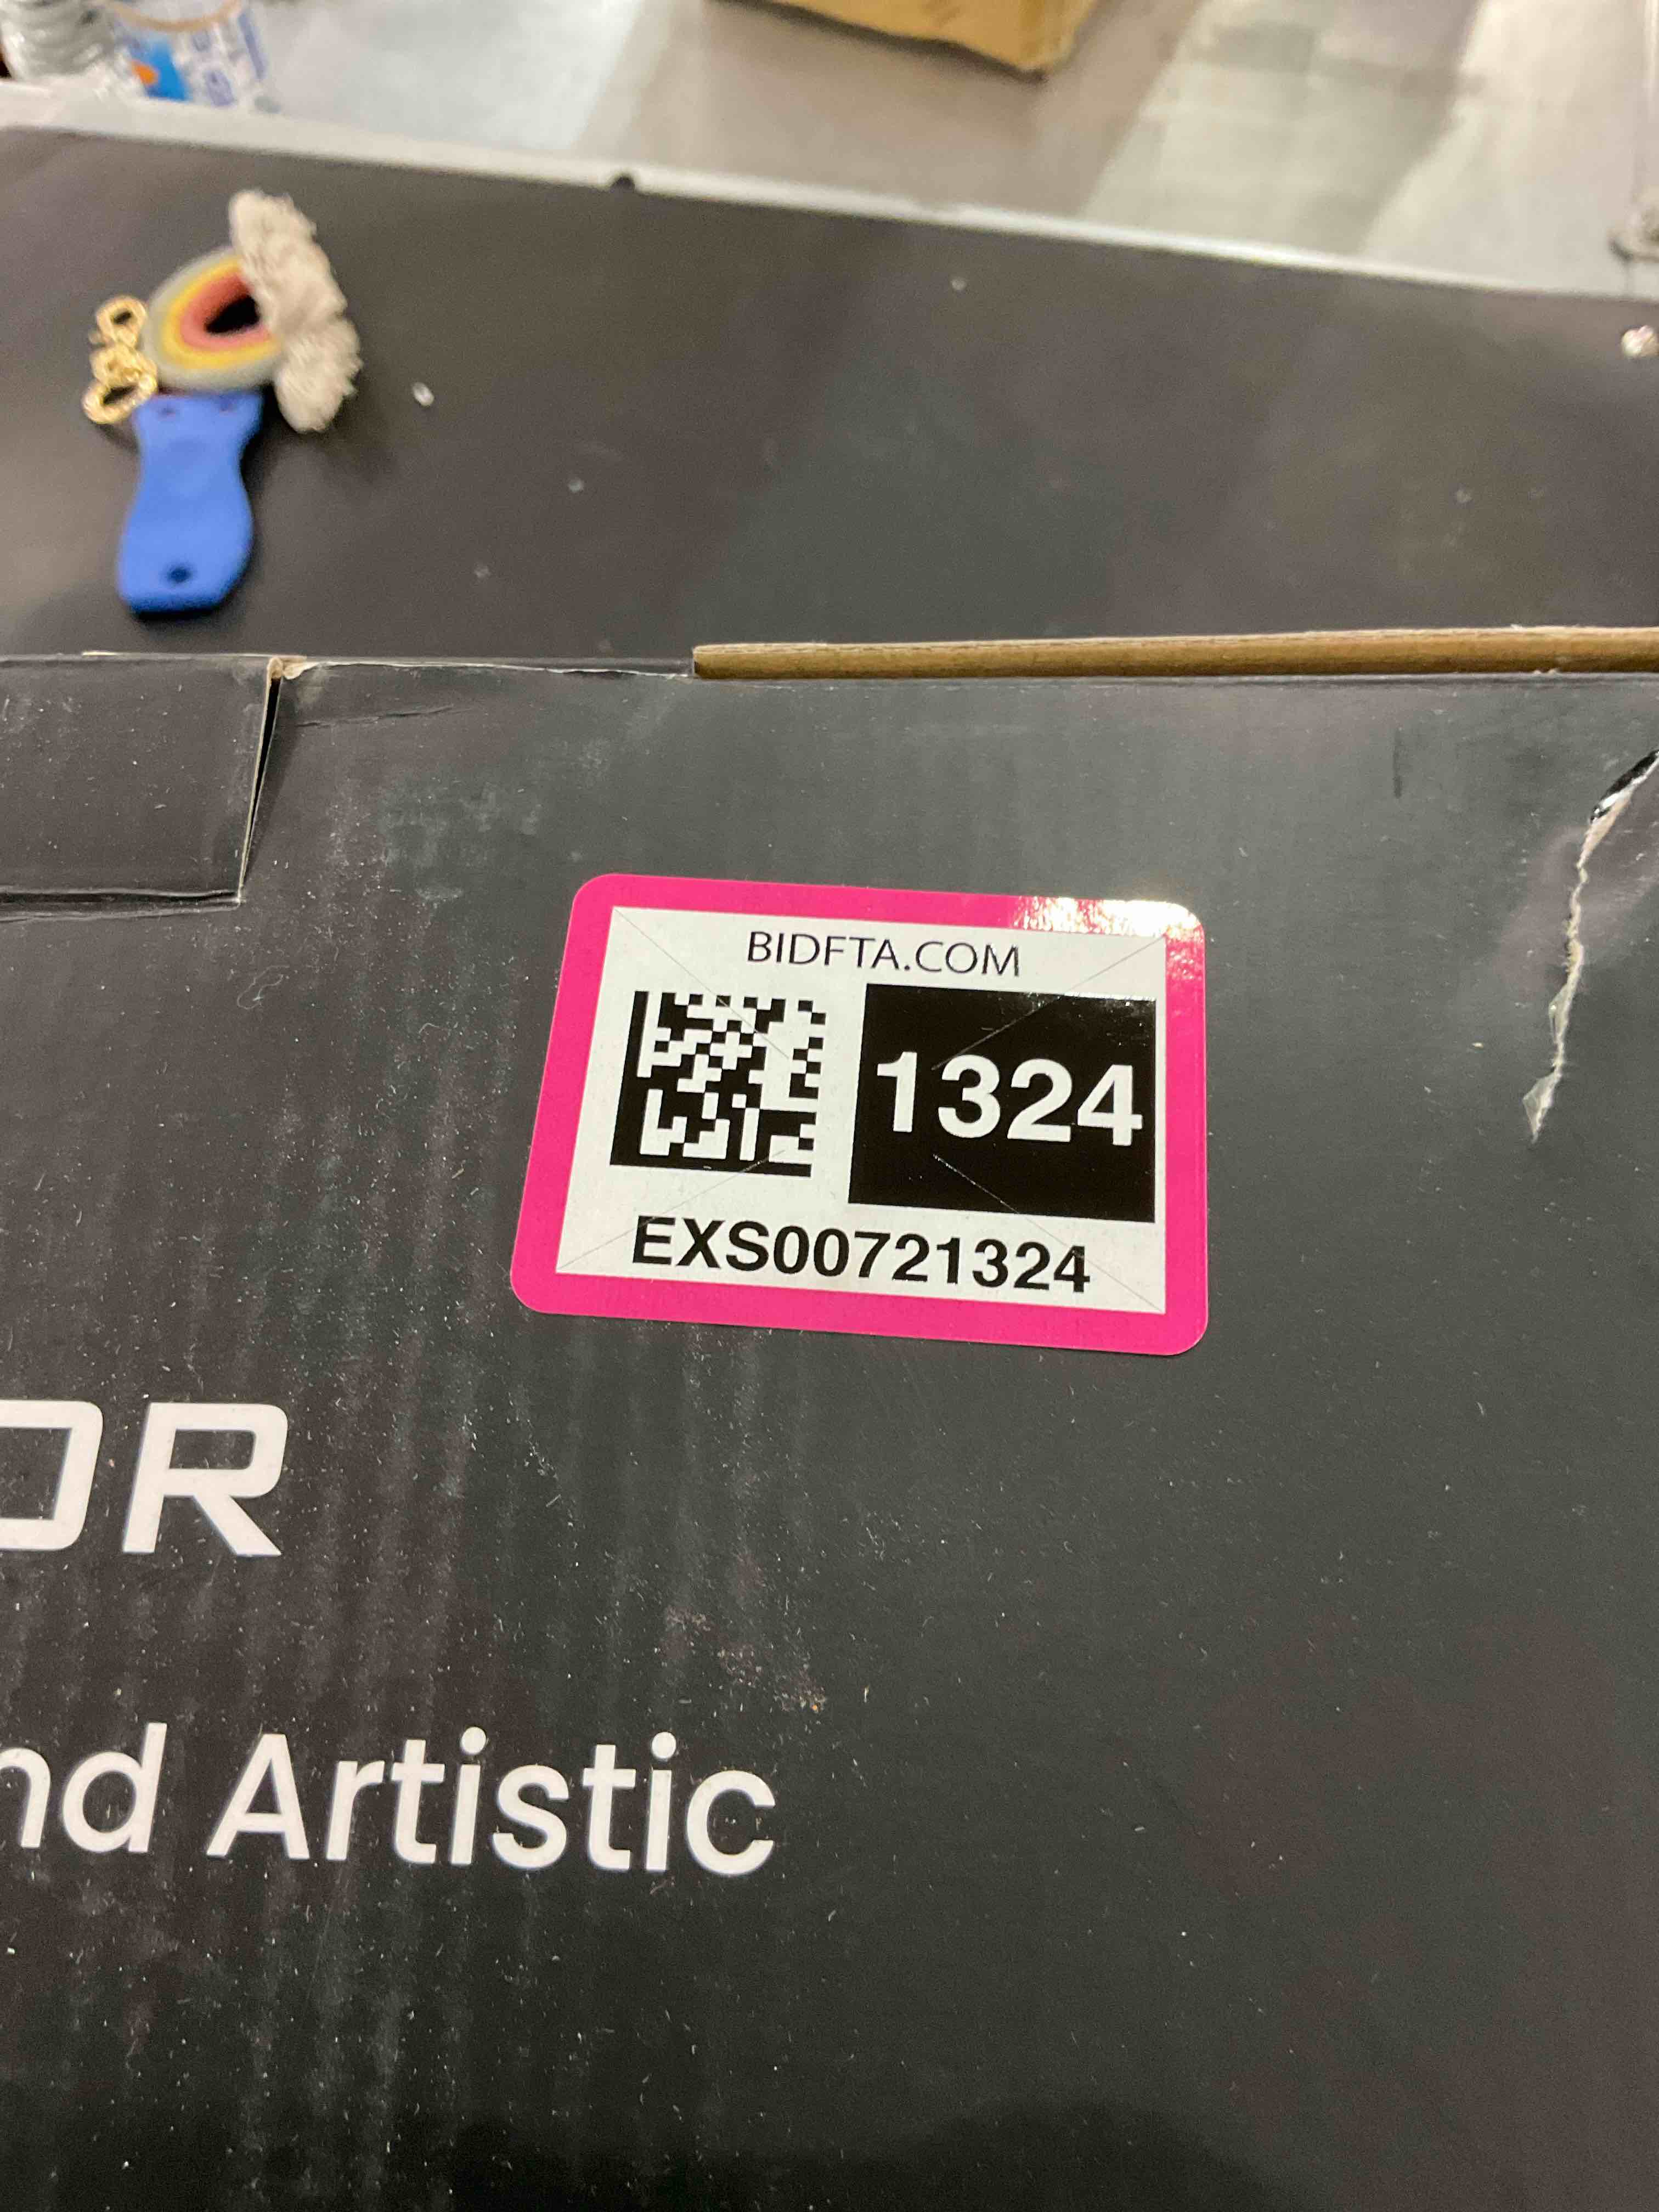 BIDFTA.COM
1324
EXS00721324
OR
nd Artistic